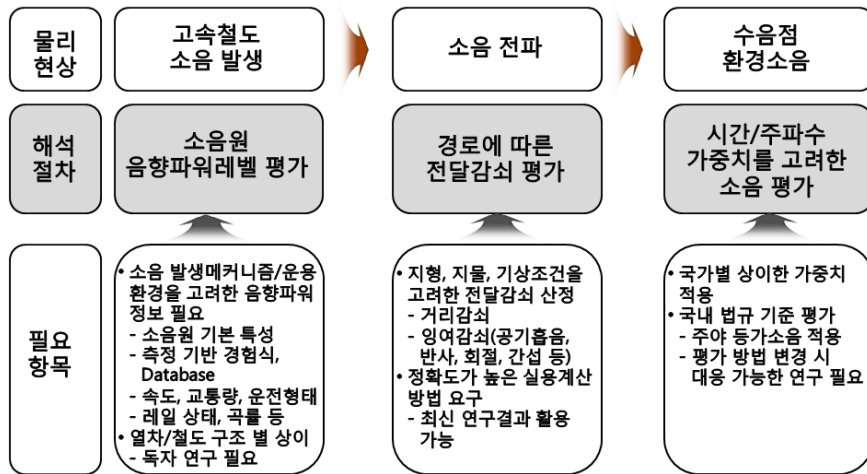 물리
현상
고속철도
소음 발생
소음 전파
수음점
환경소음
해석
절차
소음원
음향파워레벨 평가
경로에 따른
전달감쇠 평가
시간/주파수
가중치를 고려한
소음 평가
필요
항목
• 소음 발생메커니즘/운용
환경을 고려한 음향파워
정보 필요
- 소음원 기본 특성
- 측정 기반 경험식,
Database
- 속도, 교통량, 운전형태
- 레일 상태, 곡률 등
• 열차/철도 구조 별 상이
- 독자 연구 필요
• 지형, 지물, 기상조건을
고려한 전달감쇠 산정
- 거리감쇠
- 잉여감쇠(공기흡음,
반사, 회절, 간섭 등)
• 정확도가 높은 실용계산
방법 요구
- 최신 연구결과 활용
가능
• 국가별 상이한 가중치
적용
• 국내 법규 기준 평가
- 주야 등가소음 적용
- 평가 방법 변경 시
대응 가능한 연구 필요